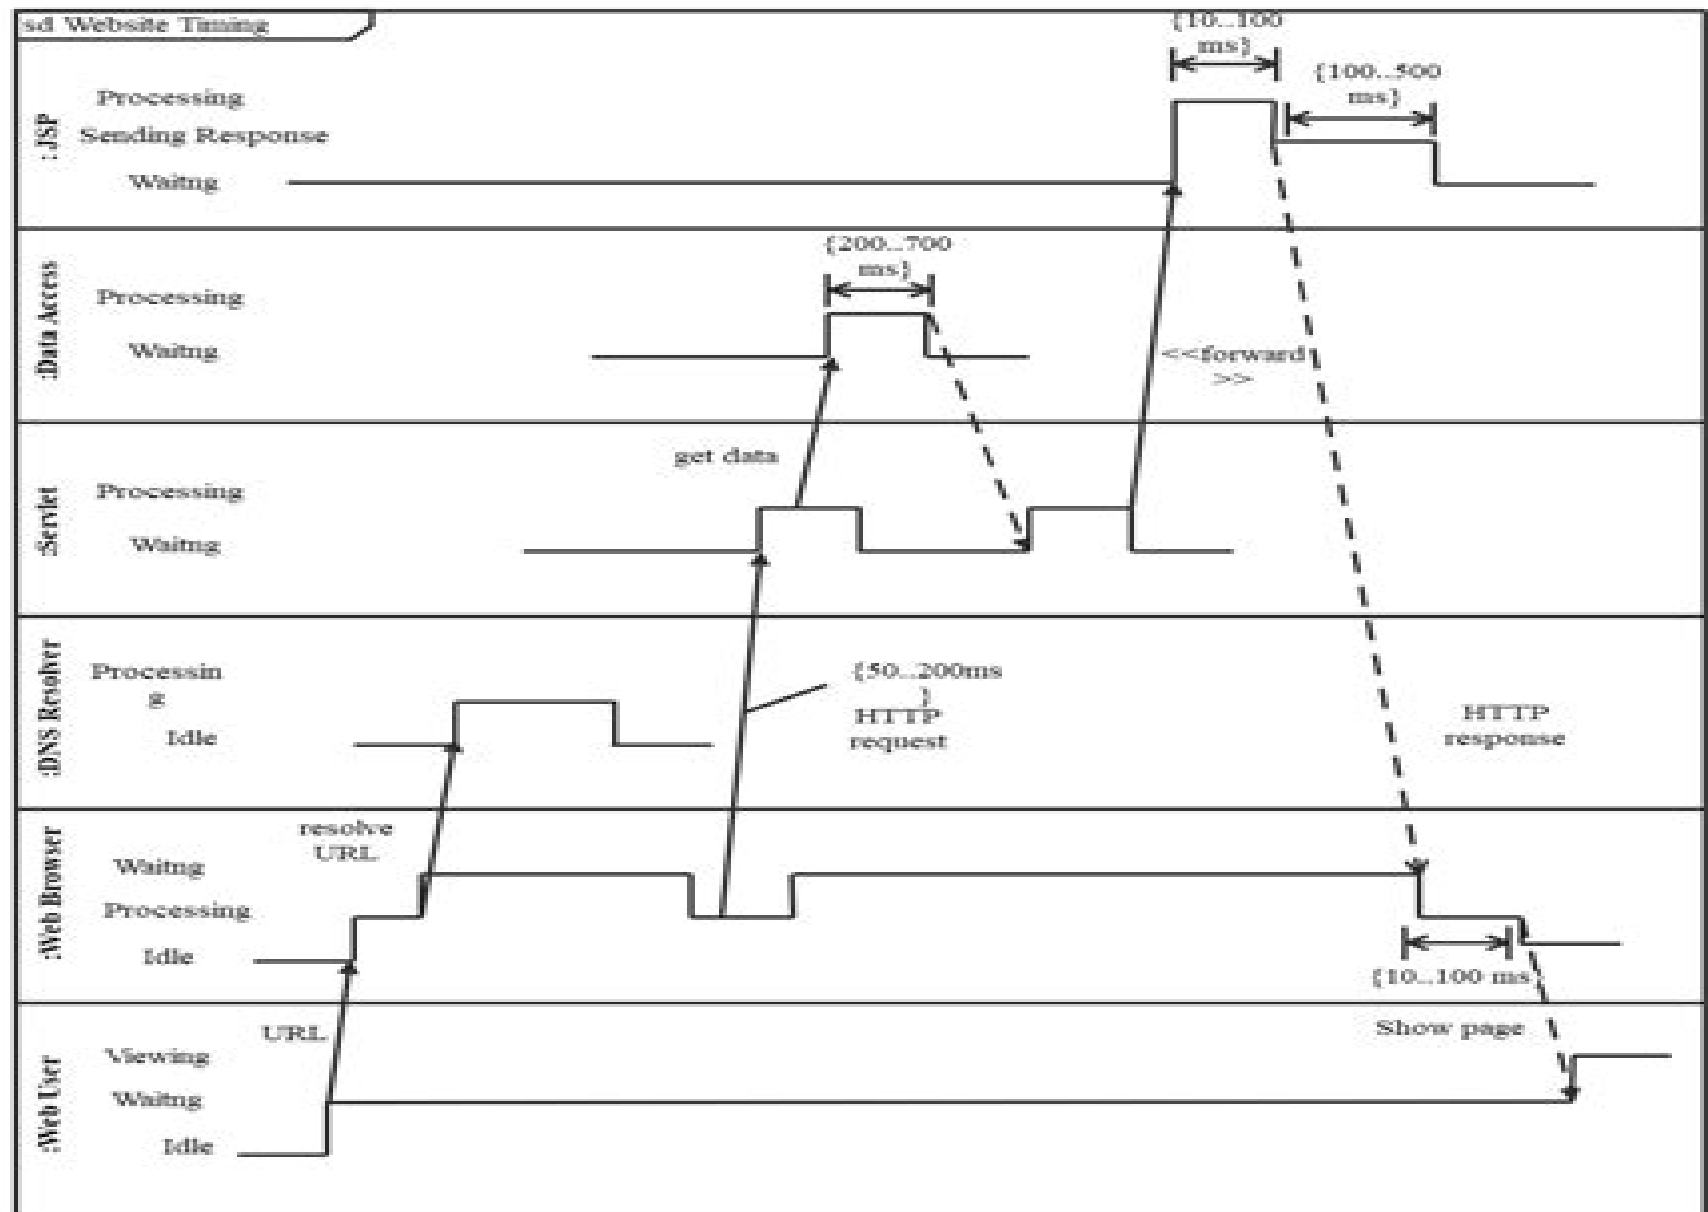 sd Website Timing
{10..100
ms}
{100..500
ms}
:JSP
Processing
Sending Response
Waitng
{200..700
ms}
:Data Access
Processing
Waitng
<<forward
>>
get data
:Servlet
Processing
Waitng
:DNS Resolver
Processin
g
Idle
{50..200ms
}
HTTP
request
HTTP
response
resolve
URL
:Web Browser
Waitng
Processing
Idle
{10..100 ms}
URL
Show page
:Web User
Viewing
Waitng
Idle